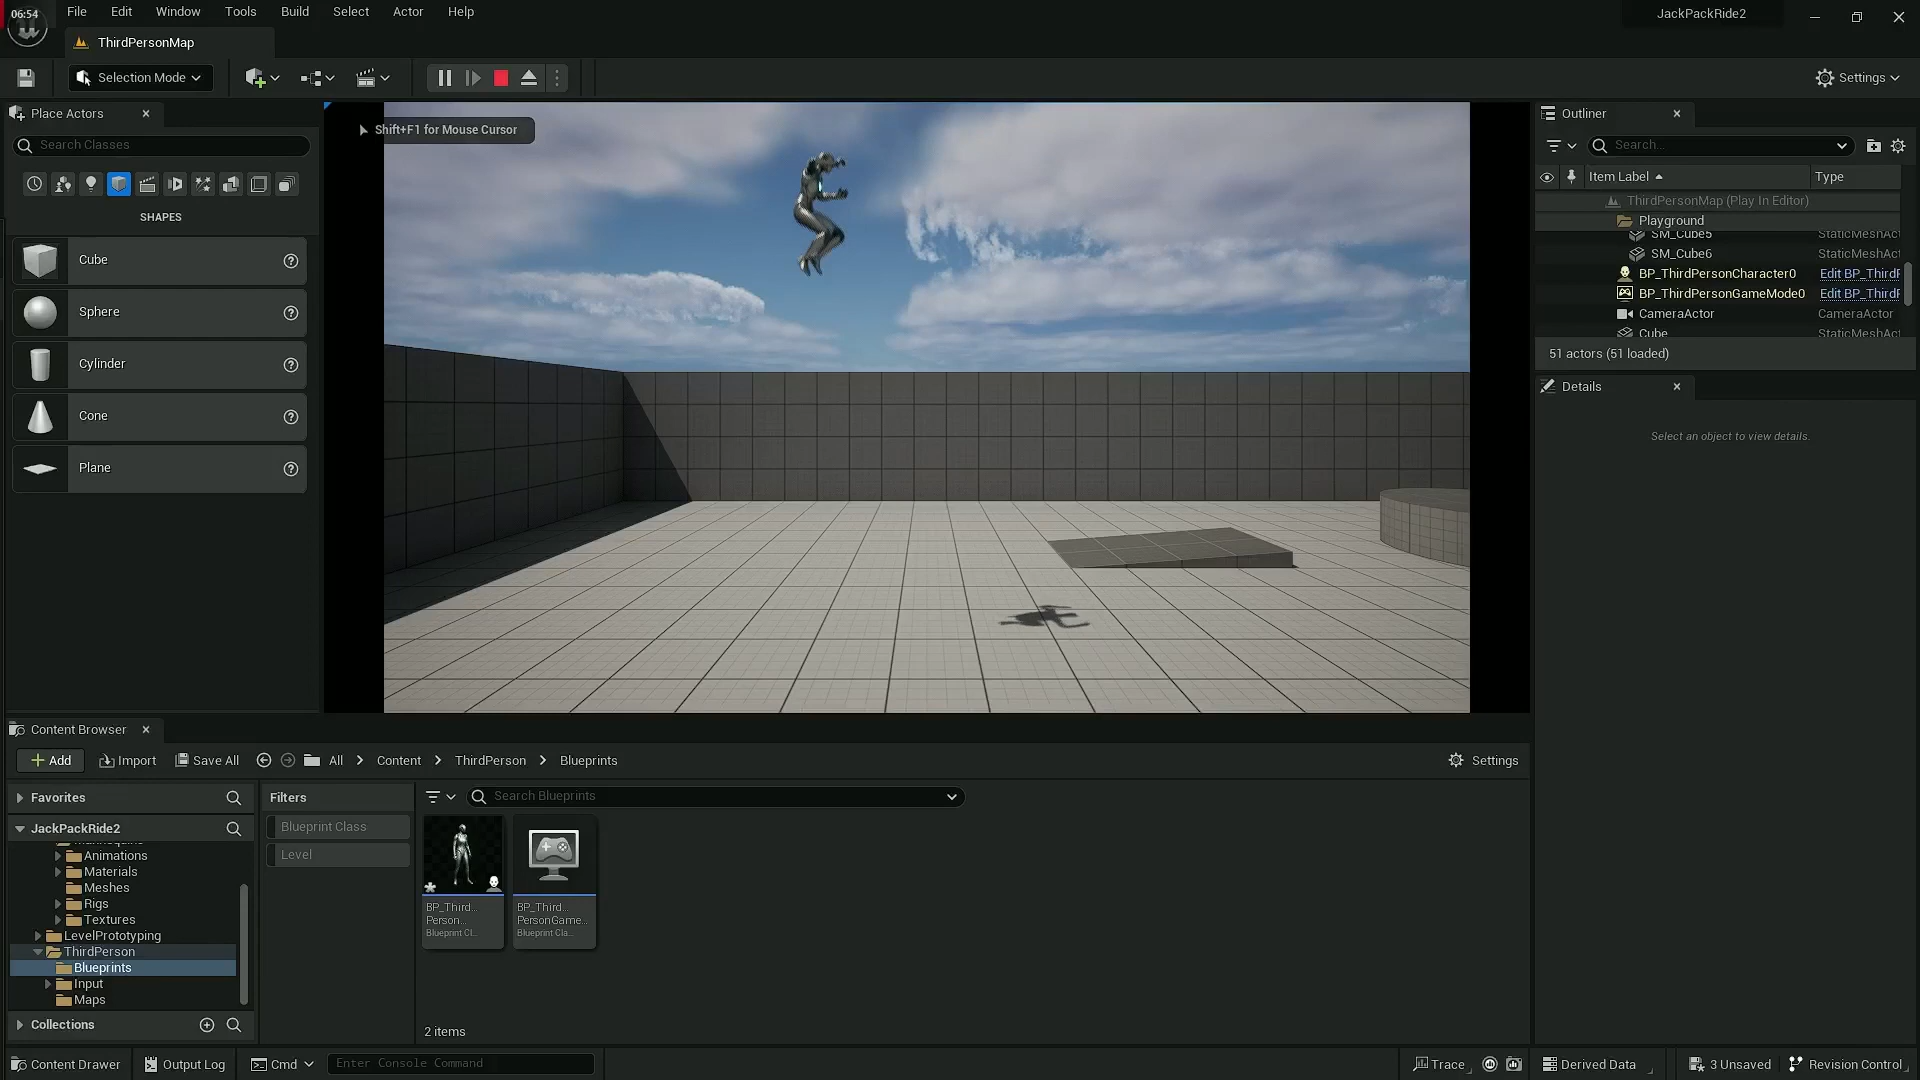 06:54
File Edit Window Tools Build Select Actor Help
JackPackRide2
ThirdPersonMap
Selection Mode
Settings
Place Actors
Search Classes
SHAPES
Cube
Sphere
Cylinder
Cone
Plane
Shift+F1 for Mouse Cursor
Outliner
Search...
Item Label Type
ThirdPersonMap (Play In Editor)
Playground
SM_Cube5 StaticMeshAct
SM_Cube6 StaticMeshAct
BP_ThirdPersonCharacter0 Edit BP_ThirdF
BP_ThirdPersonGameMode0 Edit BP_ThirdF
CameraActor CameraActor
Cube StaticMeshAct
51 actors (51 loaded)
Details
Select an object to view details.
Content Browser
Add Import Save All All Content ThirdPerson Blueprints Settings
Favorites
JackPackRide2
Mannequins
Animations
Materials
Meshes
Rigs
Textures
LevelPrototyping
ThirdPerson
Blueprints
Input
Maps
Collections
Filters
Blueprint Class
Level
Search Blueprints
BP_Third...
Person...
Blueprint Cl...
BP_Third...
PersonGame...
Blueprint Cla...
2 items
Content Drawer Output Log Cmd Enter Console Command Trace Derived Data 3 Unsaved Revision Control